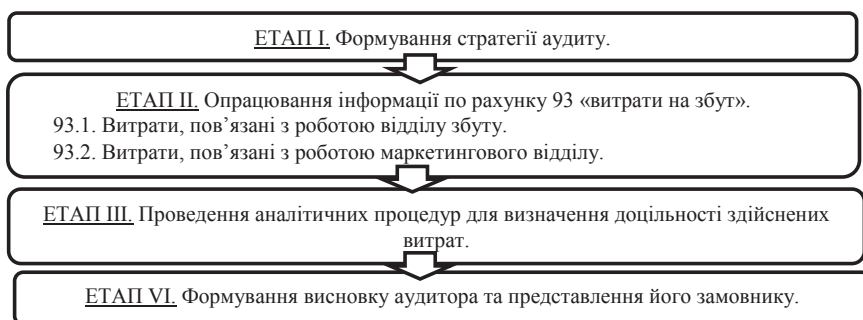 ЕТАП І. Формування стратегії аудиту.
ЕТАП ІІ. Опрацювання інформації по рахунку 93 «витрати на збут».
93.1. Витрати, пов’язані з роботою відділу збуту.
93.2. Витрати, пов’язані з роботою маркетингового відділу.
ЕТАП ІІІ. Проведення аналітичних процедур для визначення доцільності здійснених
витрат.
ЕТАП VІ. Формування висновку аудитора та представлення його замовнику.